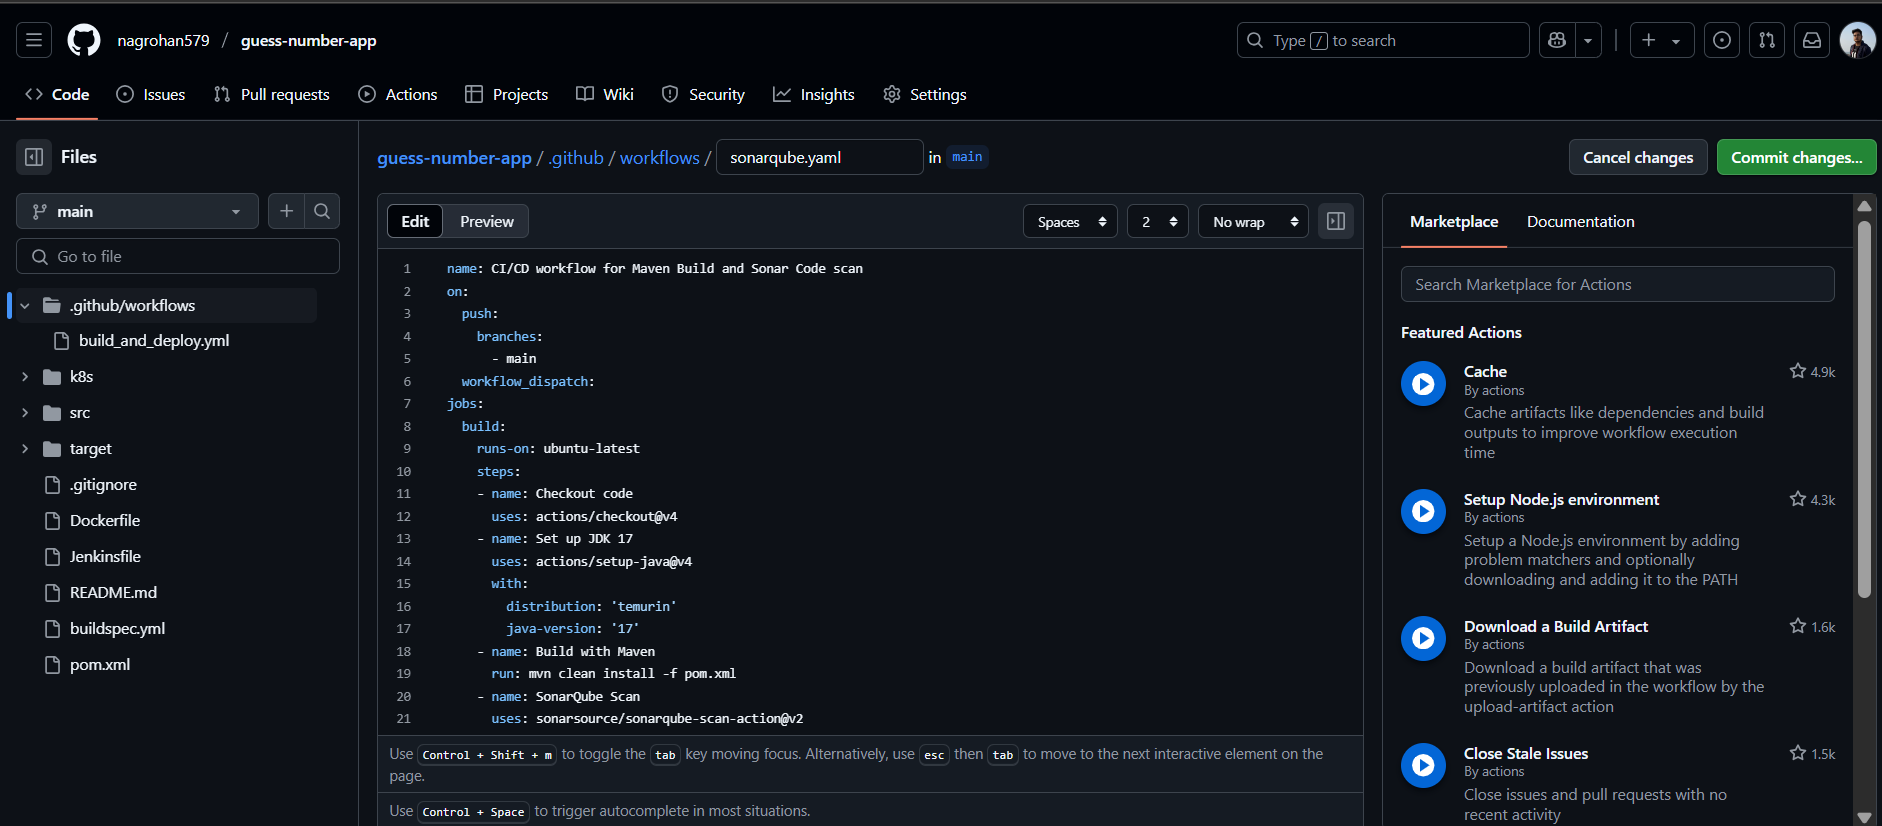 nagrohan579 / guess-number-app
Type / to search
Code
Issues
Pull requests
Actions
Projects
Wiki
Security
Insights
Settings
Files
main
Go to file
.github/workflows
build_and_deploy.yml
k8s
src
target
.gitignore
Dockerfile
Jenkinsfile
README.md
buildspec.yml
pom.xml
guess-number-app / .github / workflows / sonarqube.yaml in main
Cancel changes
Commit changes...
Edit
Preview
Spaces
2
No wrap
1 name: CI/CD workflow for Maven Build and Sonar Code scan
2 on:
3 push:
4 branches:
5 - main
6 workflow_dispatch:
7 jobs:
8 build:
9 runs-on: ubuntu-latest
10 steps:
11 - name: Checkout code
12 uses: actions/checkout@v4
13 - name: Set up JDK 17
14 uses: actions/setup-java@v4
15 with:
16 distribution: 'temurin'
17 java-version: '17'
18 - name: Build with Maven
19 run: mvn clean install -f pom.xml
20 - name: SonarQube Scan
21 uses: sonarsource/sonarqube-scan-action@v2
Use Control + Shift + m to toggle the tab key moving focus. Alternatively, use esc then tab to move to the next interactive element on the
page.
Use Control + Space to trigger autocomplete in most situations.
Marketplace
Documentation
Search Marketplace for Actions
Featured Actions
Cache
4.9k
By actions
Cache artifacts like dependencies and build
outputs to improve workflow execution
time
Setup Node.js environment
4.3k
By actions
Setup a Node.js environment by adding
problem matchers and optionally
downloading and adding it to the PATH
Download a Build Artifact
1.6k
By actions
Download a build artifact that was
previously uploaded in the workflow by the
upload-artifact action
Close Stale Issues
1.5k
By actions
Close issues and pull requests with no
recent activity